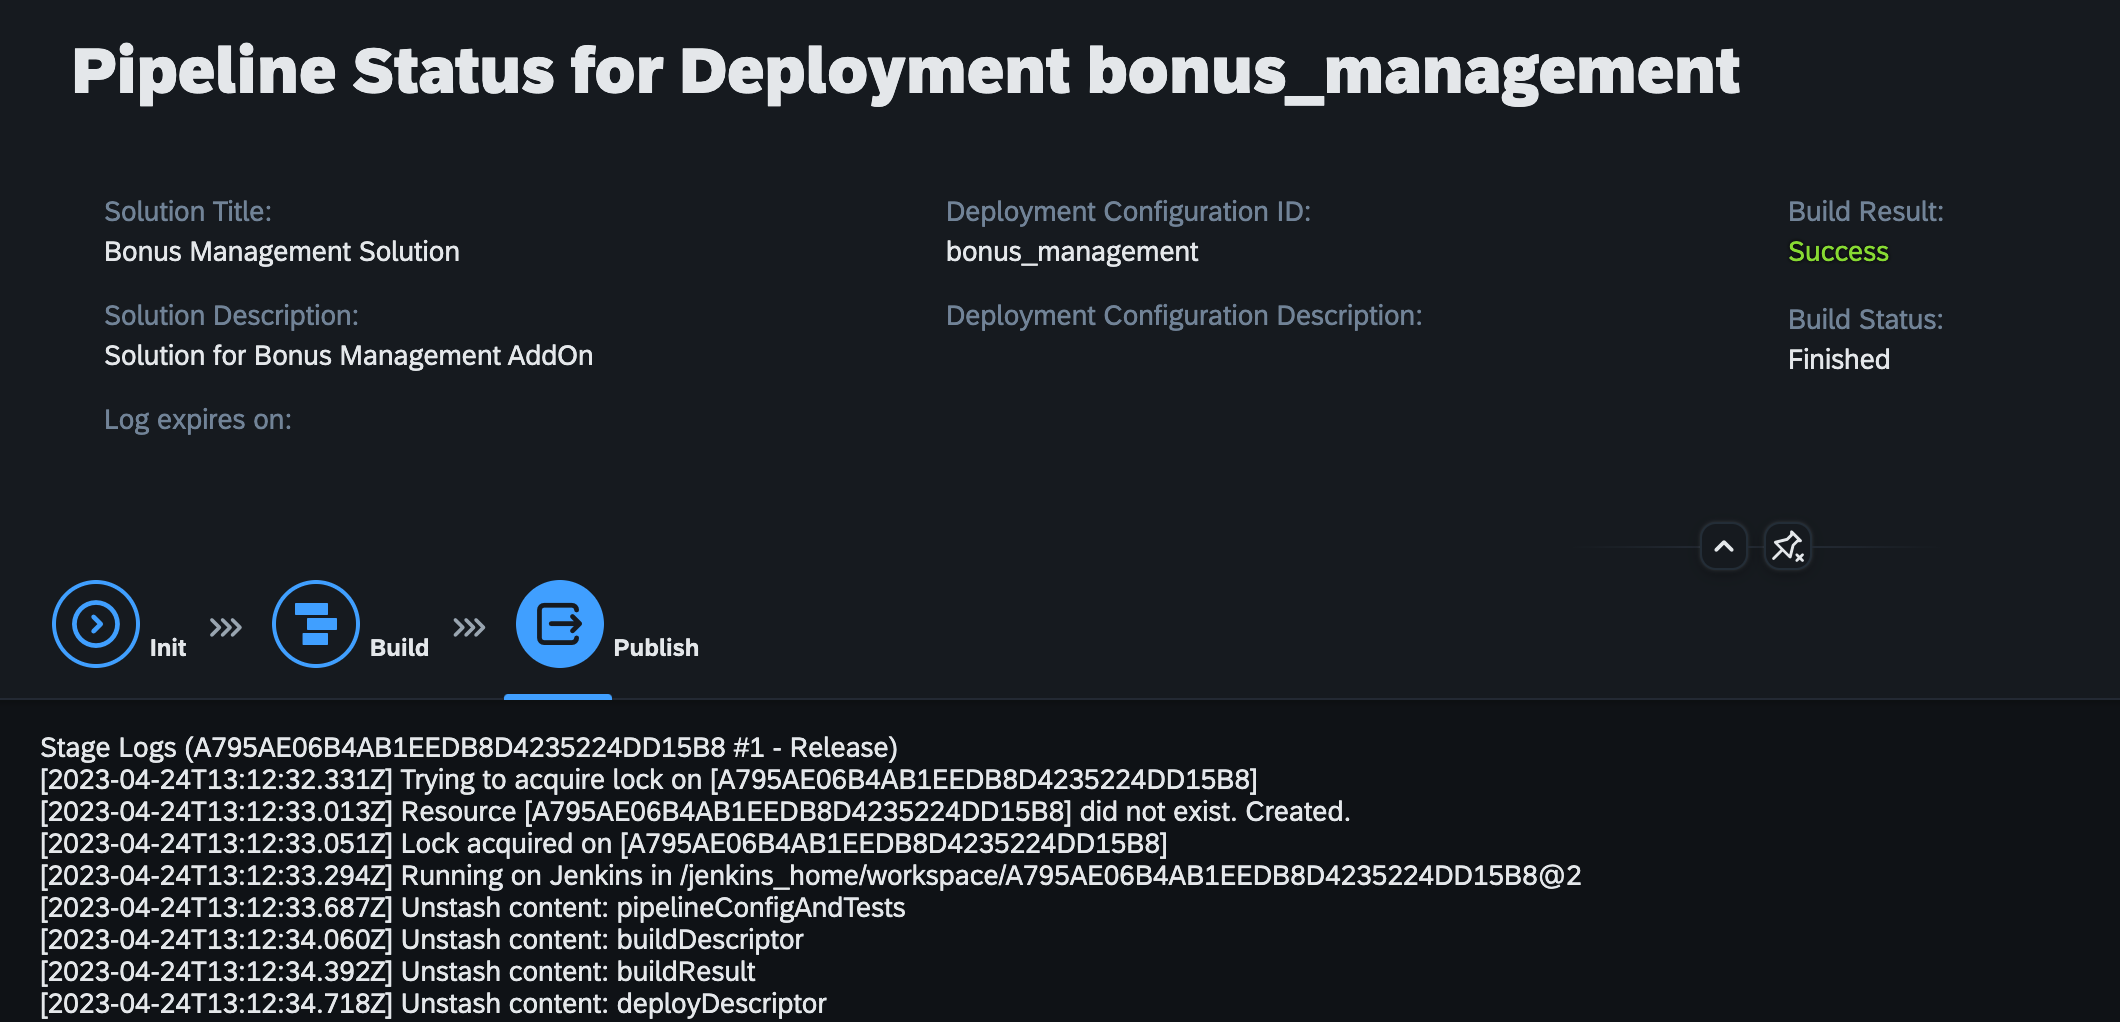 Pipeline Status for Deployment bonus_management
Solution Title:
Bonus Management Solution
Solution Description:
Solution for Bonus Management AddOn
Log expires on:
Deployment Configuration ID:
bonus_management
Deployment Configuration Description:
Build Result:
Success
Build Status:
Finished
Init
Build
Publish
Stage Logs (A795AE06B4AB1EEDB8D4235224DD15B8 #1 - Release)
[2023-04-24T13:12:32.331Z] Trying to acquire lock on [A795AE06B4AB1EEDB8D4235224DD15B8]
[2023-04-24T13:12:33.013Z] Resource [A795AE06B4AB1EEDB8D4235224DD15B8] did not exist. Created.
[2023-04-24T13:12:33.051Z] Lock acquired on [A795AE06B4AB1EEDB8D4235224DD15B8]
[2023-04-24T13:12:33.294Z] Running on Jenkins in /jenkins_home/workspace/A795AE06B4AB1EEDB8D4235224DD15B8@2
[2023-04-24T13:12:33.687Z] Unstash content: pipelineConfigAndTests
[2023-04-24T13:12:34.060Z] Unstash content: buildDescriptor
[2023-04-24T13:12:34.392Z] Unstash content: buildResult
[2023-04-24T13:12:34.718Z] Unstash content: deployDescriptor